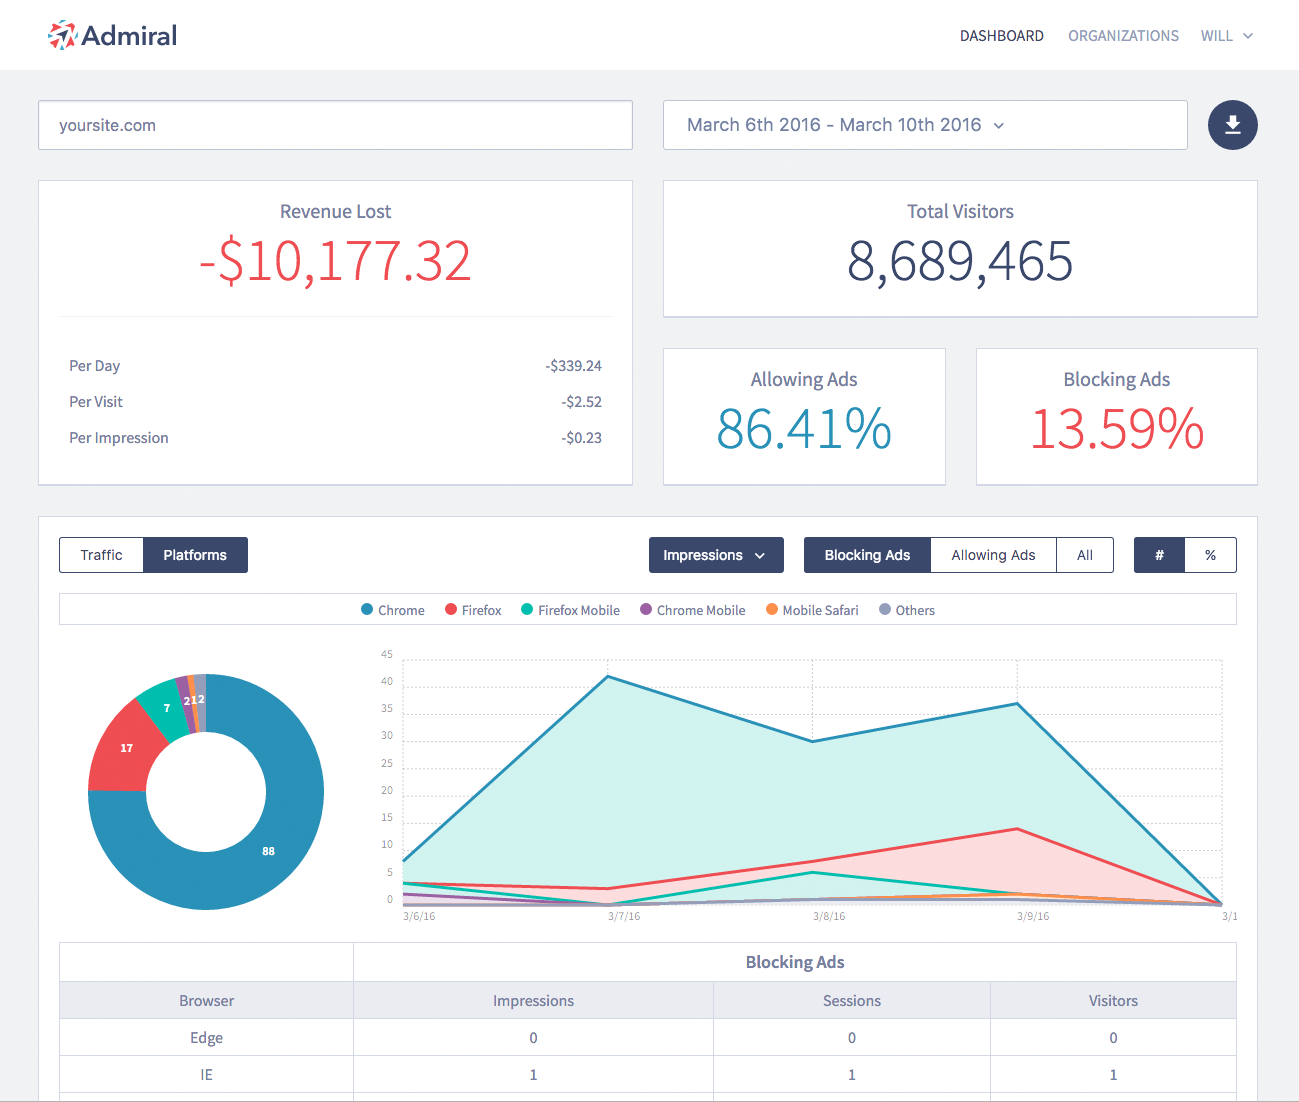 Admiral
DASHBOARD ORGANIZATIONS WILL
yoursite.com
March 6th 2016 - March 10th 2016
Revenue Lost
-$10,177.32
Per Day -$339.24
Per Visit -$2.52
Per Impression -$0.23
Total Visitors
8,689,465
Allowing Ads
86.41%
Blocking Ads
13.59%
Traffic Platforms Impressions Blocking Ads Allowing Ads All # %
Chrome Firefox Firefox Mobile Chrome Mobile Mobile Safari Others
88
17
7
2
1
2
45
40
35
30
25
20
15
10
5
0
3/6/16 3/7/16 3/8/16 3/9/16 3/1
Blocking Ads
Browser Impressions Sessions Visitors
Edge 0 0 0
IE 1 1 1